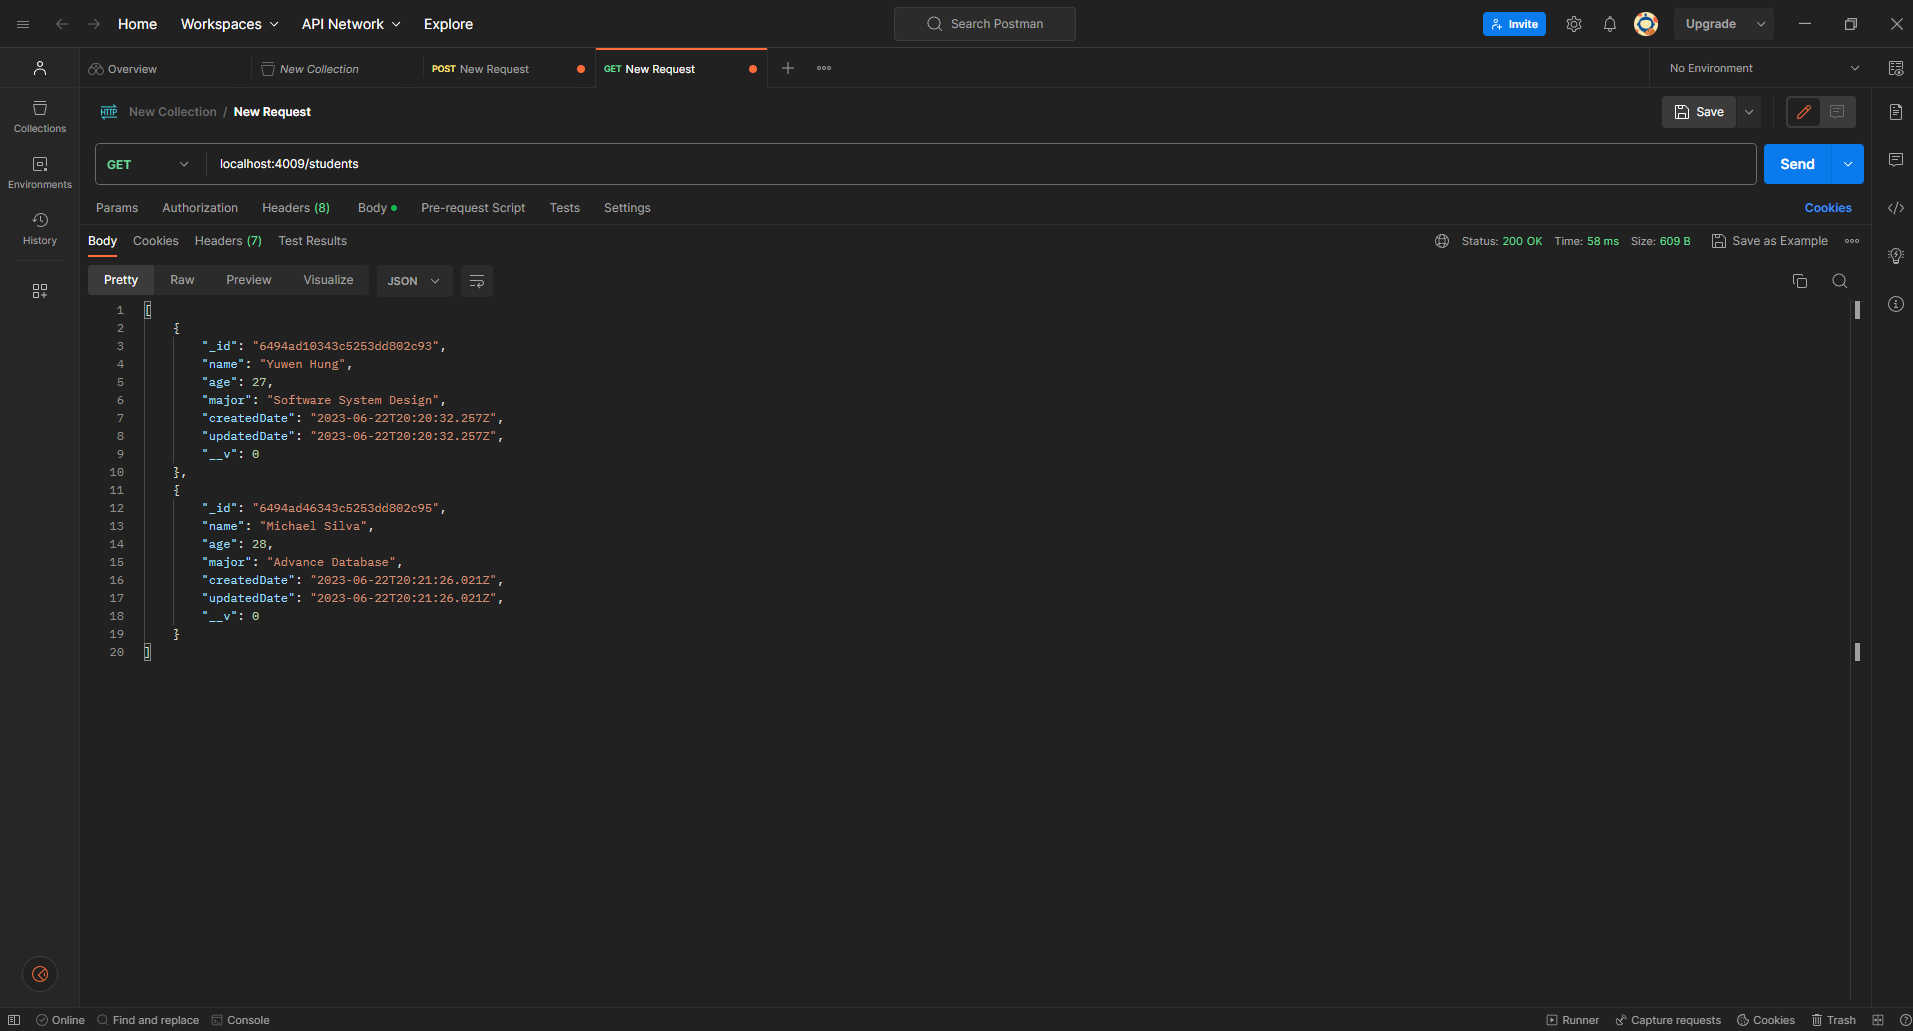 Home Workspaces API Network Explore Search Postman Invite Upgrade
Overview New Collection POST New Request GET New Request No Environment
HTTP New Collection / New Request Save
Collections
Environments
History
GET localhost:4009/students Send
Params Authorization Headers (8) Body Pre-request Script Tests Settings Cookies
Body Cookies Headers (7) Test Results Status: 200 OK Time: 58 ms Size: 609 B Save as Example
Pretty Raw Preview Visualize JSON
1 [
2 {
3 "_id": "6494ad10343c5253dd802c93",
4 "name": "Yuwen Hung",
5 "age": 27,
6 "major": "Software System Design",
7 "createdDate": "2023-06-22T20:20:32.257Z",
8 "updatedDate": "2023-06-22T20:20:32.257Z",
9 "__v": 0
10 },
11 {
12 "_id": "6494ad46343c5253dd802c95",
13 "name": "Michael Silva",
14 "age": 28,
15 "major": "Advance Database",
16 "createdDate": "2023-06-22T20:21:26.021Z",
17 "updatedDate": "2023-06-22T20:21:26.021Z",
18 "__v": 0
19 }
20 ]
Online Find and replace Console Runner Capture requests Cookies Trash